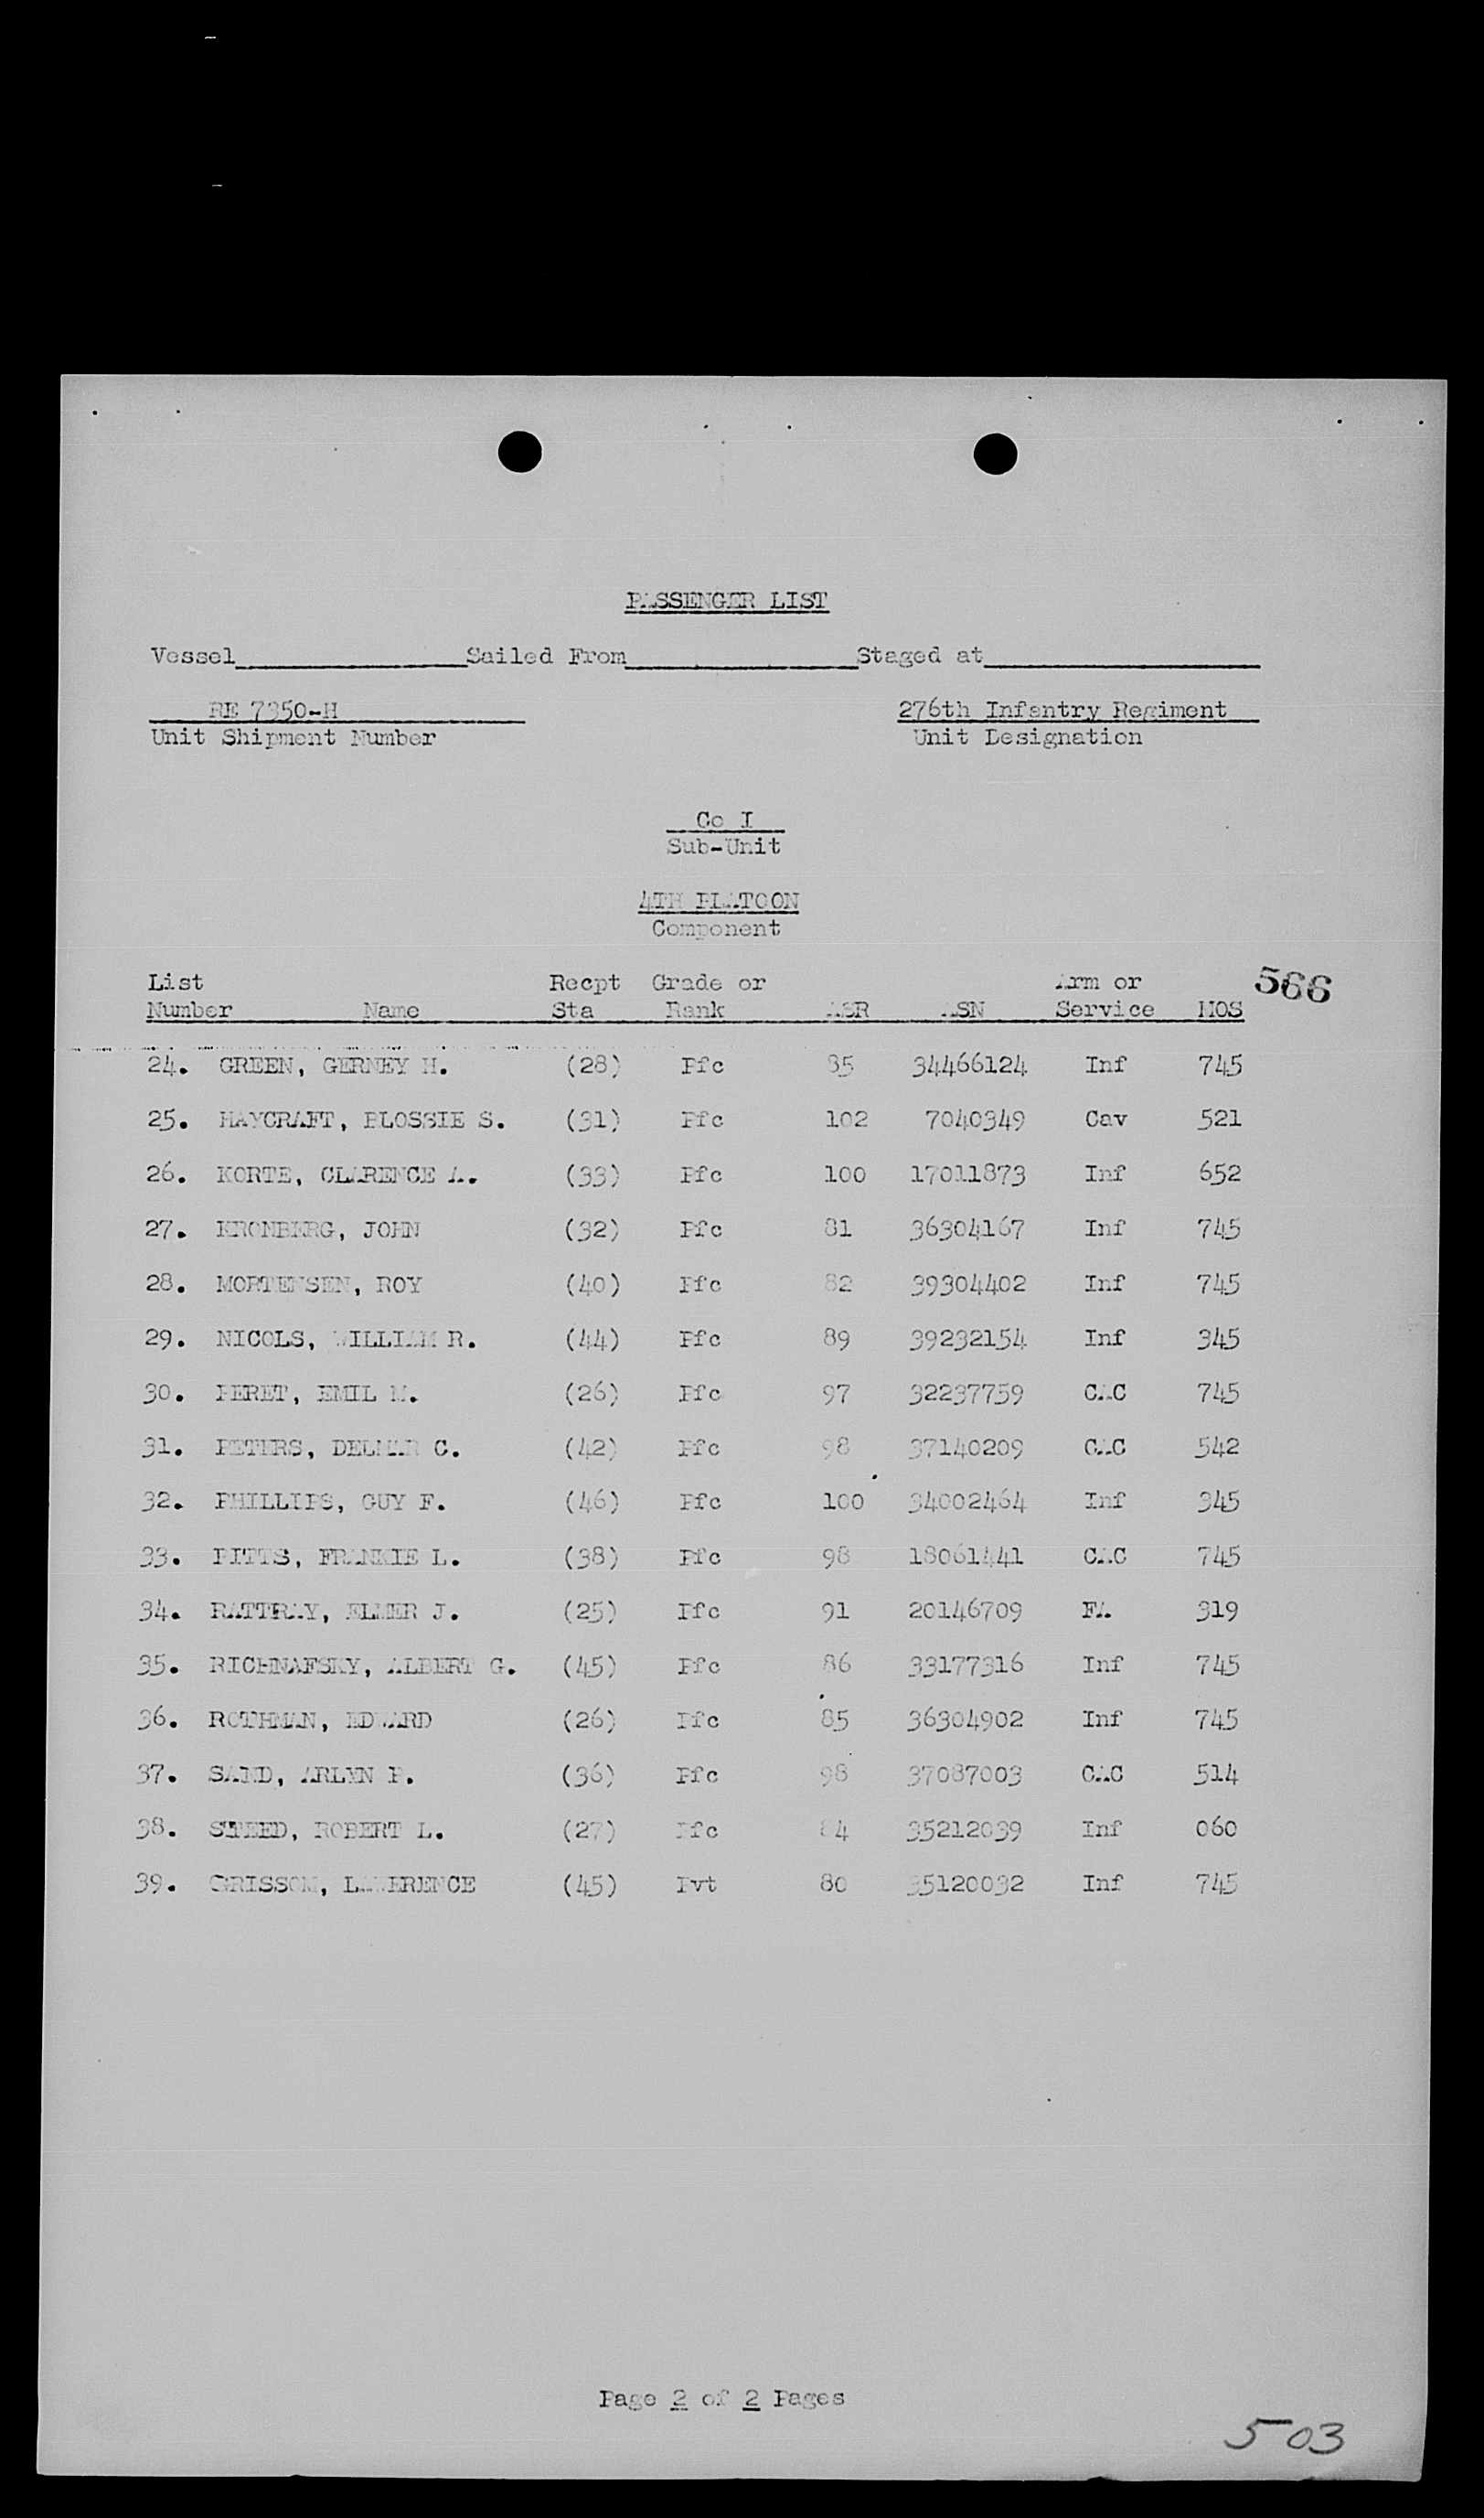 PASSENGER LIST
Vessel Sailed From Staged at
RE 7350-H 276th Infantry Regiment
Unit Shipment Number Unit Designation
Co I
Sub-Unit
4TH PLATOON
Component
List Recpt Grade or Arm or 566
Number Name Sta Rank ASR ASN Service MOS
24. GREEN, GERNEY H. (28) Pfc 85 34466124 Inf 745
25. HAYCRAFT, BLOSSIE S. (31) Pfc 102 7040349 Cav 521
26. KORTE, CLARENCE A. (33) Pfc 100 17011873 Inf 652
27. KROMBERG, JOHN (32) Pfc 81 36304167 Inf 745
28. MORTENSEN, ROY (40) Pfc 82 39304402 Inf 745
29. NICOLS, WILLIAM R. (44) Pfc 89 39232154 Inf 345
30. PERET, EMIL M. (26) Pfc 97 32237759 CAC 745
31. PETERS, DELMAR C. (42) Pfc 98 37140209 CAC 542
32. PHILLIPS, GUY F. (46) Pfc 100 34002464 Inf 345
33. PITTS, FRANKIE L. (38) Pfc 98 18061441 CAC 745
34. RATTRAY, ELMER J. (25) Pfc 91 20146709 FA 319
35. RICHNAFSKY, ALBERT G. (45) Pfc 86 33177316 Inf 745
36. ROTHMAN, EDWARD (26) Pfc 85 36304902 Inf 745
37. SAND, ARLYN P. (36) Pfc 98 37087003 CAC 514
38. STEED, ROBERT L. (27) Pfc 84 35212039 Inf 060
39. GRISSOM, LAWERENCE (45) Pvt 80 35120032 Inf 745
Page 2 of 2 Pages
503